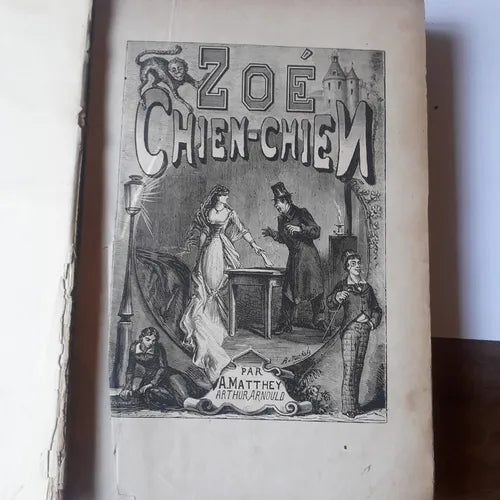 ZOÉ
CHIEN-CHIEN
PAR
A. MATTHEY
ARTHUR, ARNOULD